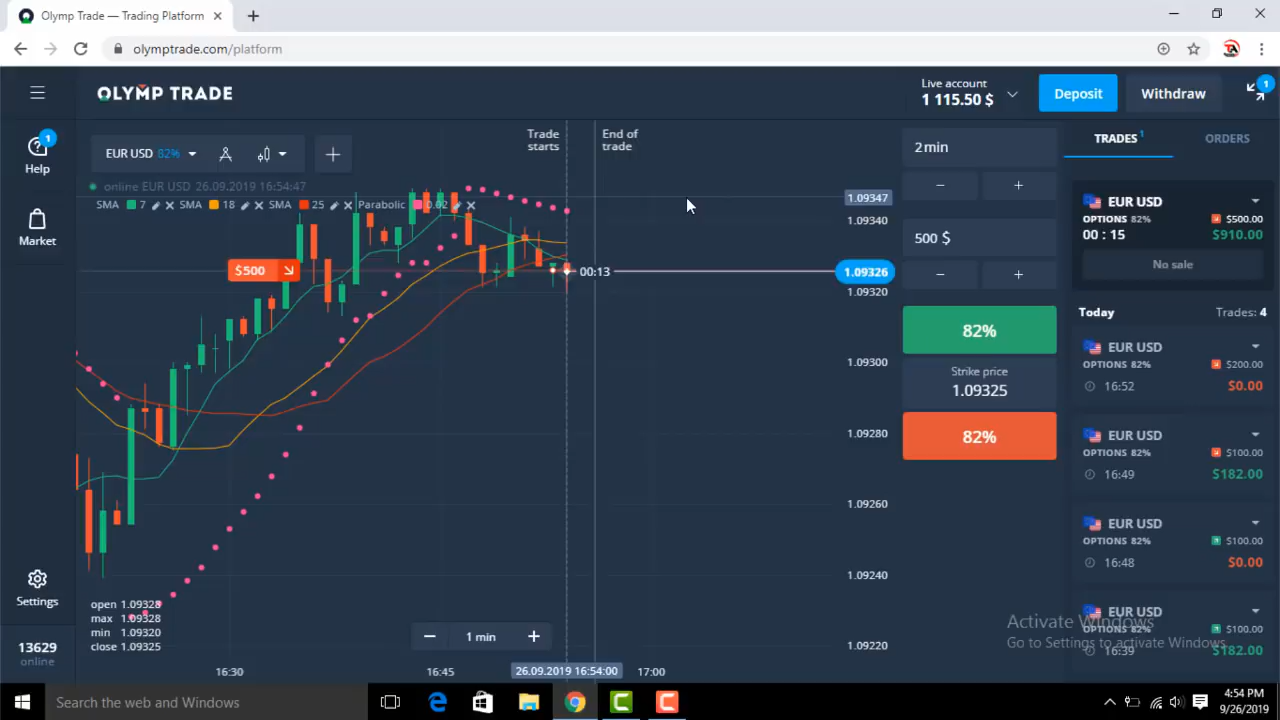 Olymp Trade — Trading Platform
olymptrade.com/platform
OLYMP TRADE
Live account
1 115.50 $
Deposit
Withdraw
1
1
Help
Market
Settings
13629
online
EUR USD 82%
Trade starts
End of trade
online EUR USD 26.09.2019 16:54:47
SMA 7 SMA 18 SMA 25 Parabolic 0.02
$500
00:13
1.09347
1.09340
1.09326
1.09320
1.09300
1.09280
1.09260
1.09240
1.09220
open 1.09328
max 1.09328
min 1.09320
close 1.09325
1 min
16:30
16:45
26.09.2019 16:54:00
17:00
2min
500 $
82%
Strike price
1.09325
82%
TRADES 1
ORDERS
EUR USD
OPTIONS 82% $500.00
00 : 15 $910.00
No sale
Today Trades: 4
EUR USD
OPTIONS 82% $200.00
16:52 $0.00
EUR USD
OPTIONS 82% $100.00
16:49 $182.00
EUR USD
OPTIONS 82% $100.00
16:48 $0.00
EUR USD
OPTIONS 82% $100.00
16:39 $182.00
Activate Windows
Go to Settings to activate Windows.
Search the web and Windows
4:54 PM
9/26/2019